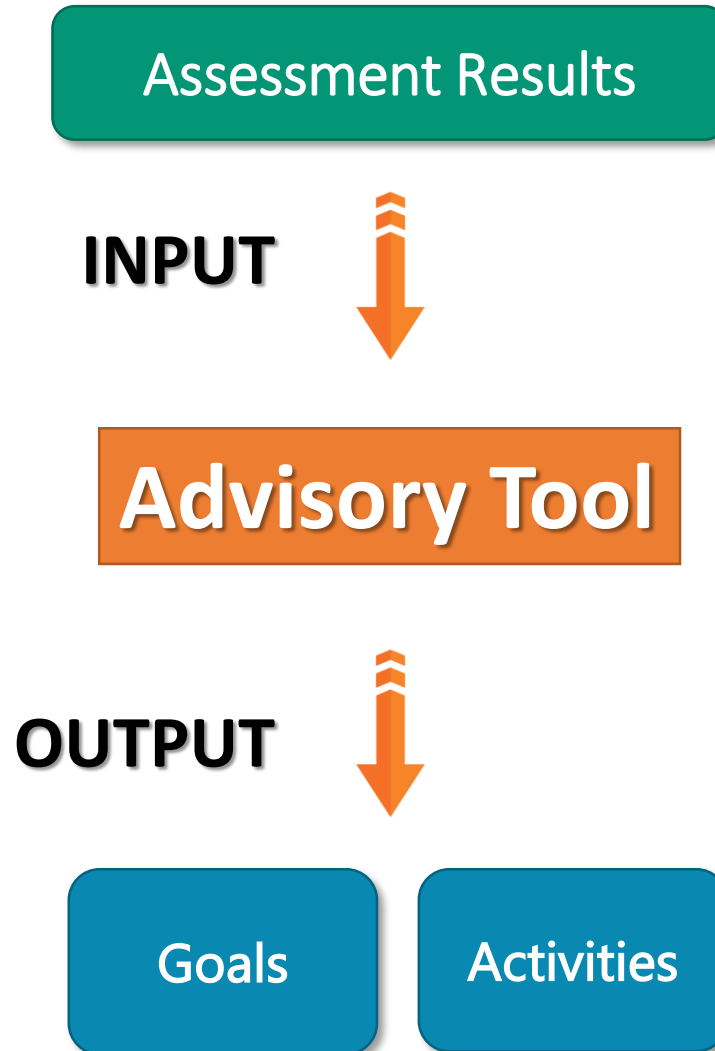 Assessment Results
INPUT
Advisory Tool
OUTPUT
Goals
Activities